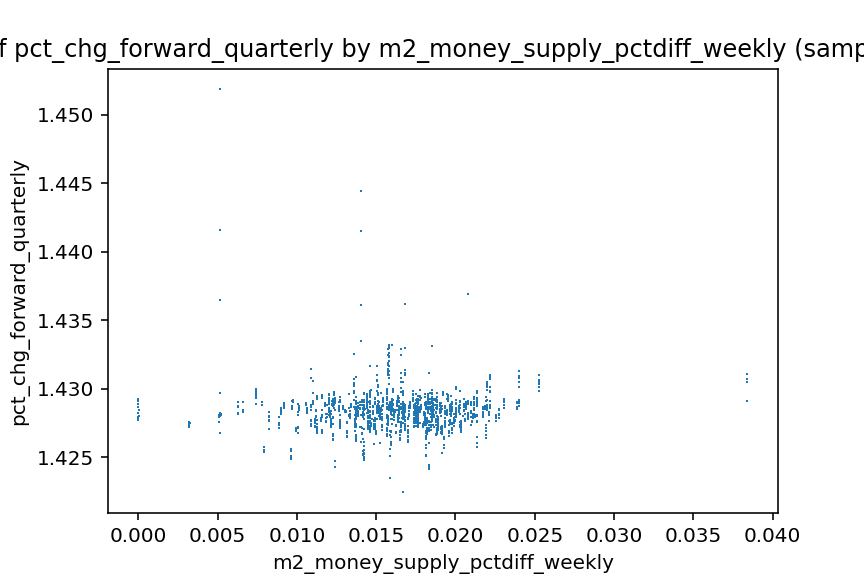 f pct_chg_forward_quarterly by m2_money_supply_pctdiff_weekly (samp
1.450
1.445
1.440
1.435
1.430
1.425
pct_chg_forward_quarterly
0.000 0.005 0.010 0.015 0.020 0.025 0.030 0.035 0.040
m2_money_supply_pctdiff_weekly